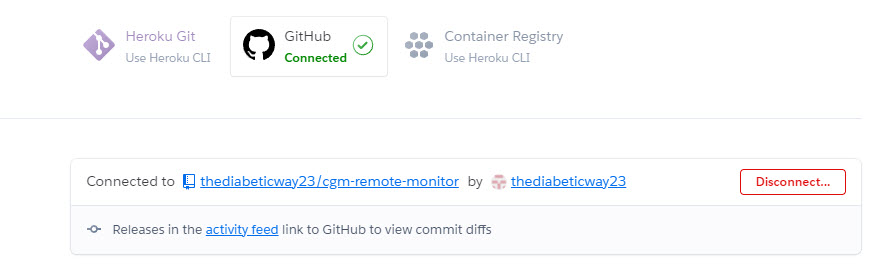 Heroku Git
Use Heroku CLI
GitHub
Connected
Container Registry
Use Heroku CLI
Connected to thediabeticway23/cgm-remote-monitor by thediabeticway23
Disconnect...
Releases in the activity feed link to GitHub to view commit diffs